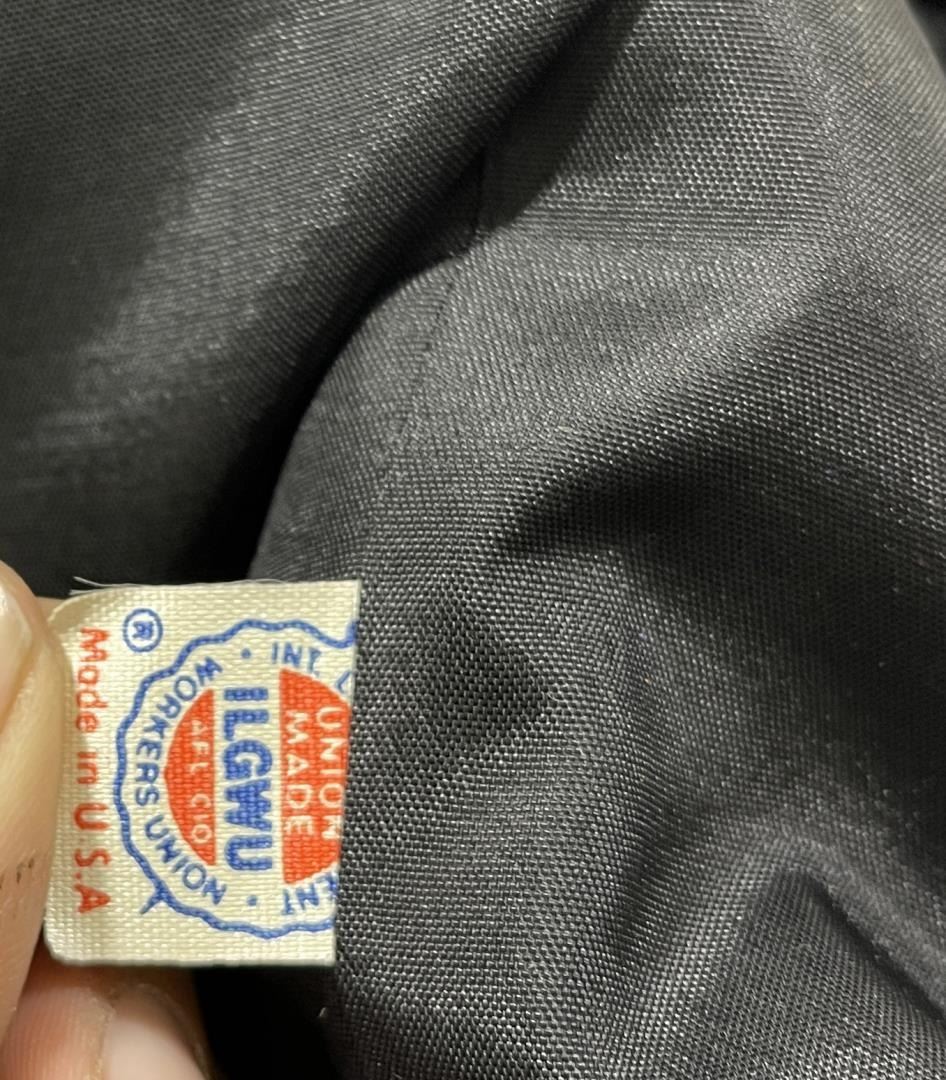 INT. L
UNION
MADE
ILGWU
AFL CIO
WORKERS UNION
®
Made in U.S.A